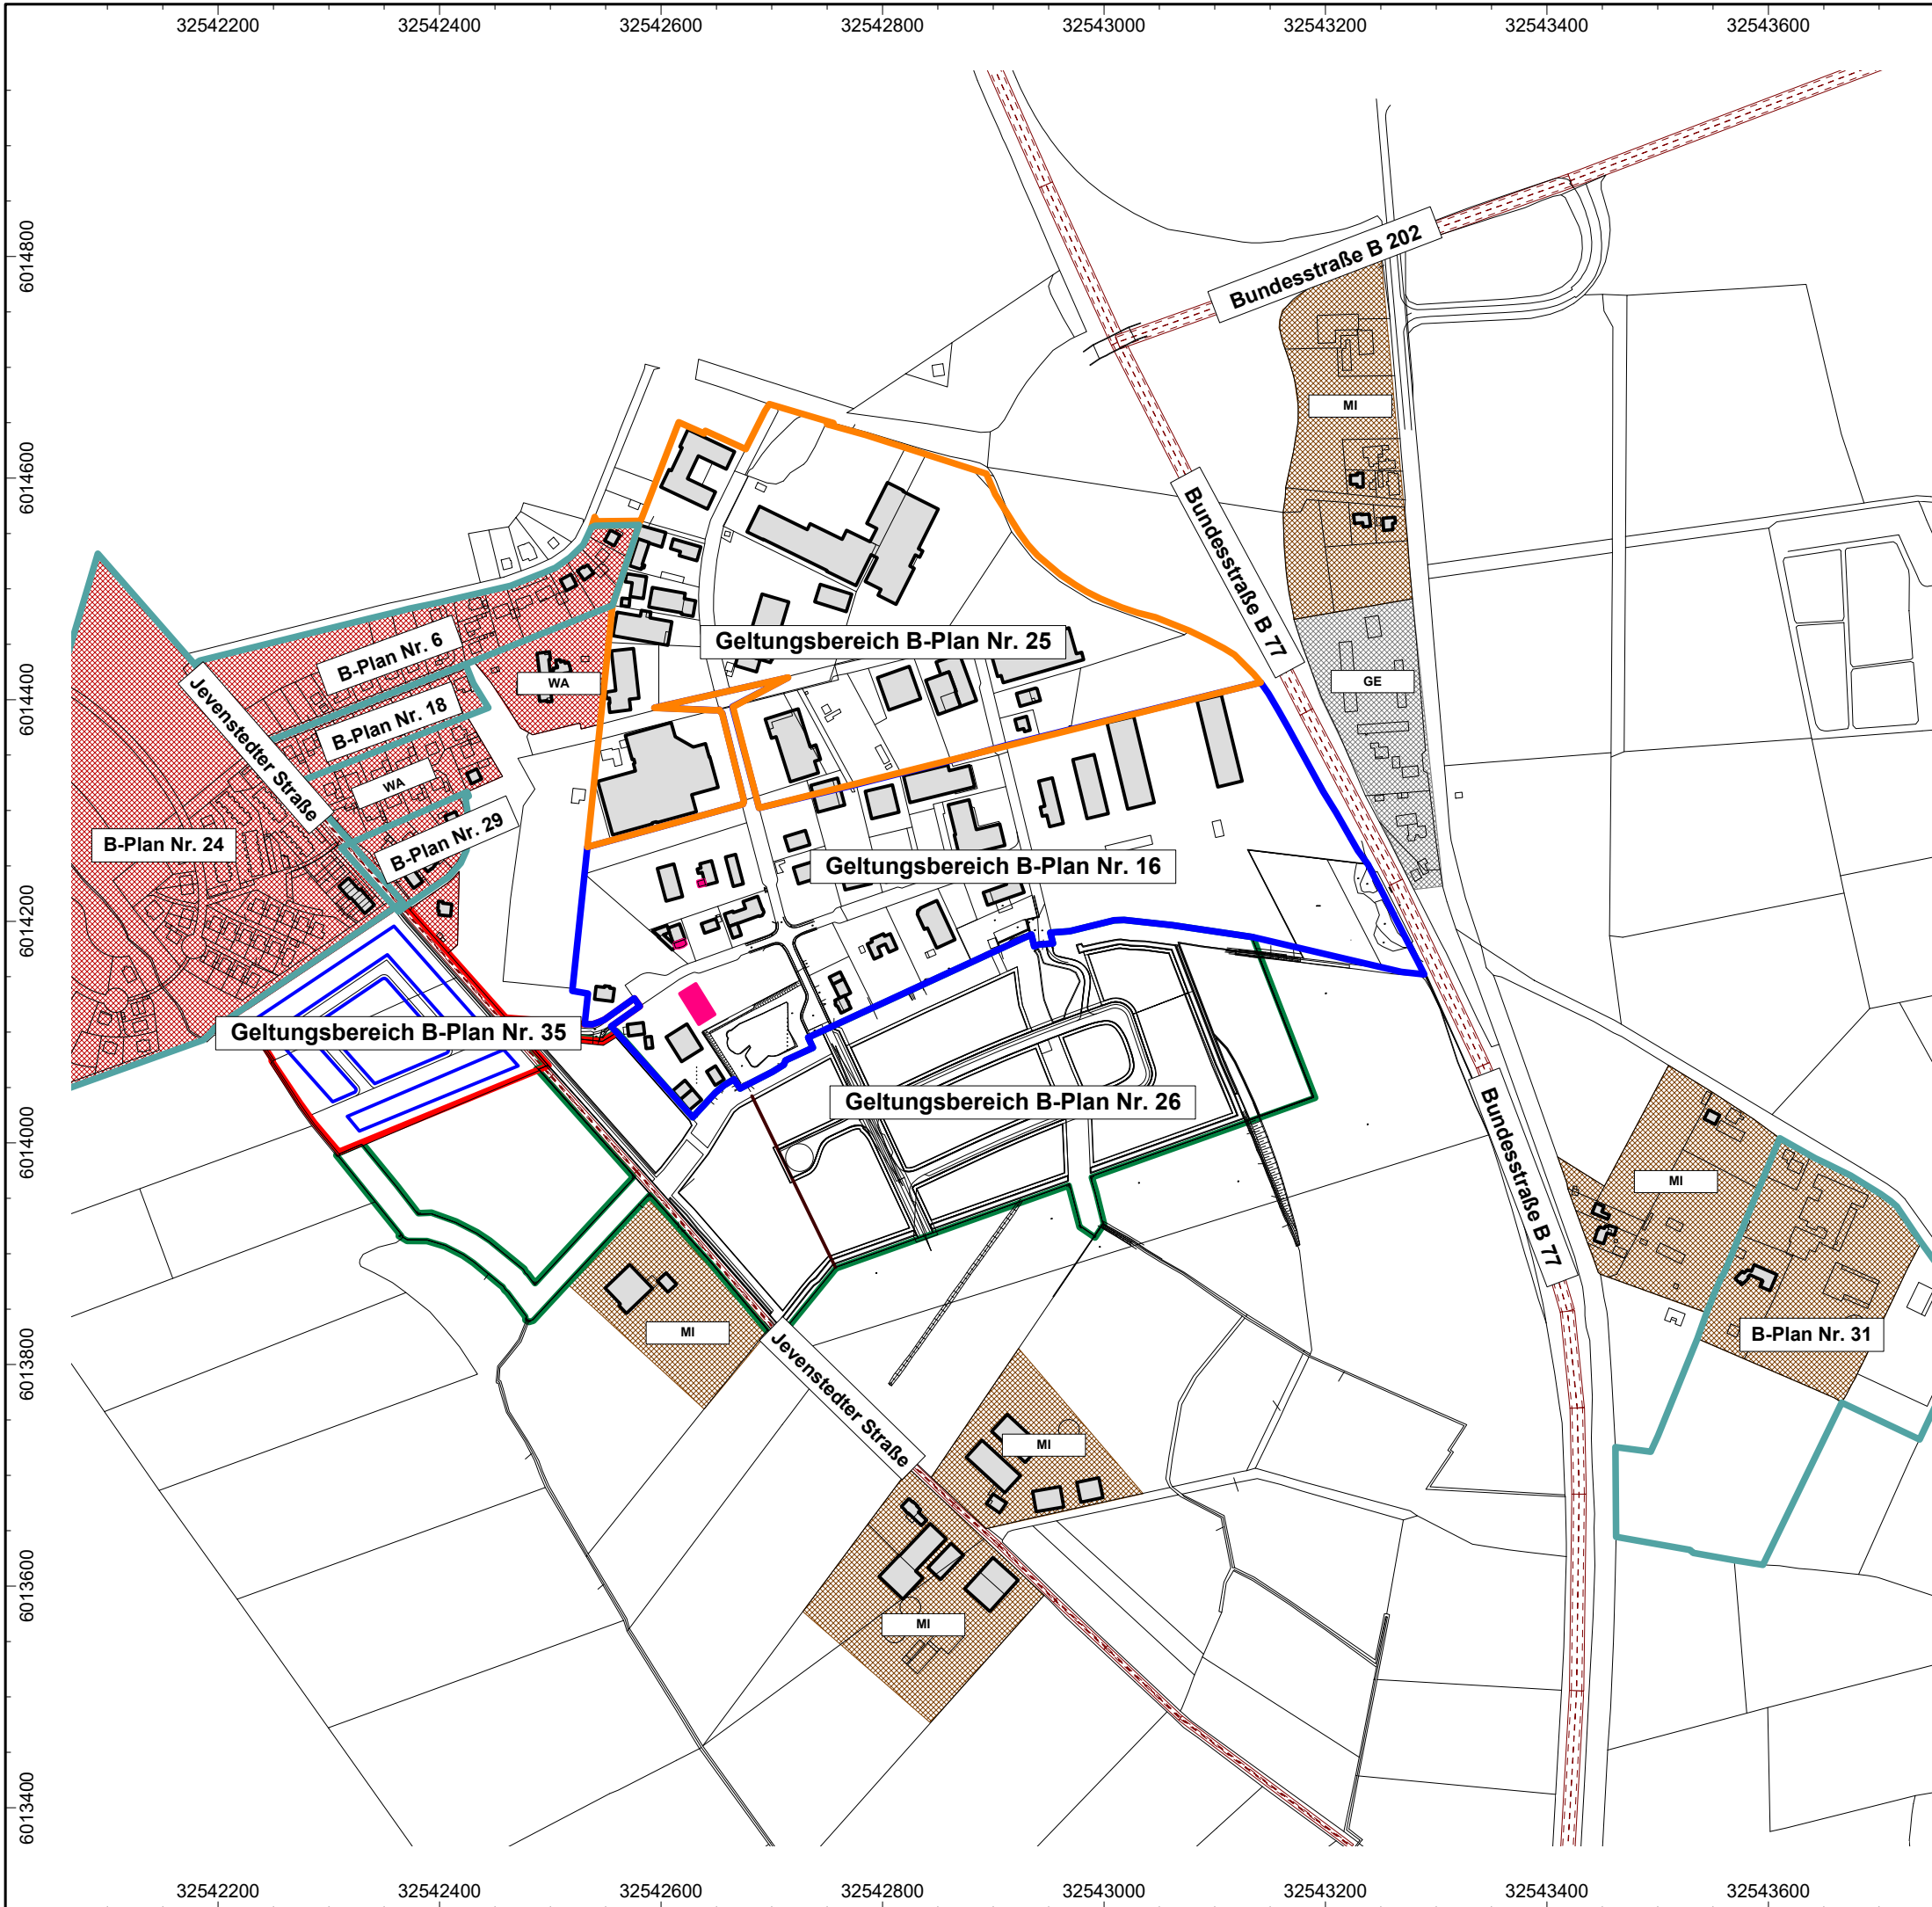 32542200 32542400 32542600 32542800 32543000 32543200 32543400 32543600
6014800
6014600
6014400
6014200
6014000
6013800
6013600
6013400
Bundesstraße B 202
MI
Bundesstraße B 77
Geltungsbereich B-Plan Nr. 25
B-Plan Nr. 6
WA
GE
Jevenstedter Straße
B-Plan Nr. 18
WA
B-Plan Nr. 24
B-Plan Nr. 29
Geltungsbereich B-Plan Nr. 16
Geltungsbereich B-Plan Nr. 35
Geltungsbereich B-Plan Nr. 26
Bundesstraße B 77
MI
MI
B-Plan Nr. 31
Jevenstedter Straße
MI
MI
32542200 32542400 32542600 32542800 32543000 32543200 32543400 32543600